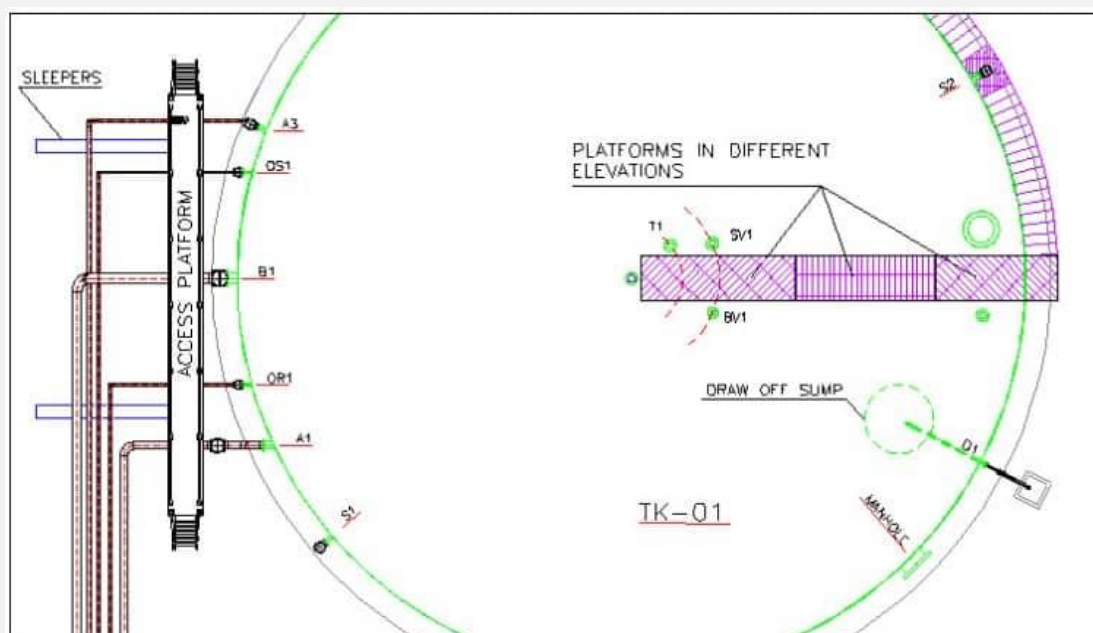 SLEEPERS
A3
OS1
ACCESS PLATFORM
B1
OR1
A1
S1
S2
PLATFORMS IN DIFFERENT
ELEVATIONS
T1
SV1
BV1
DRAW OFF SUMP
D1
MANHOLE
TK-01